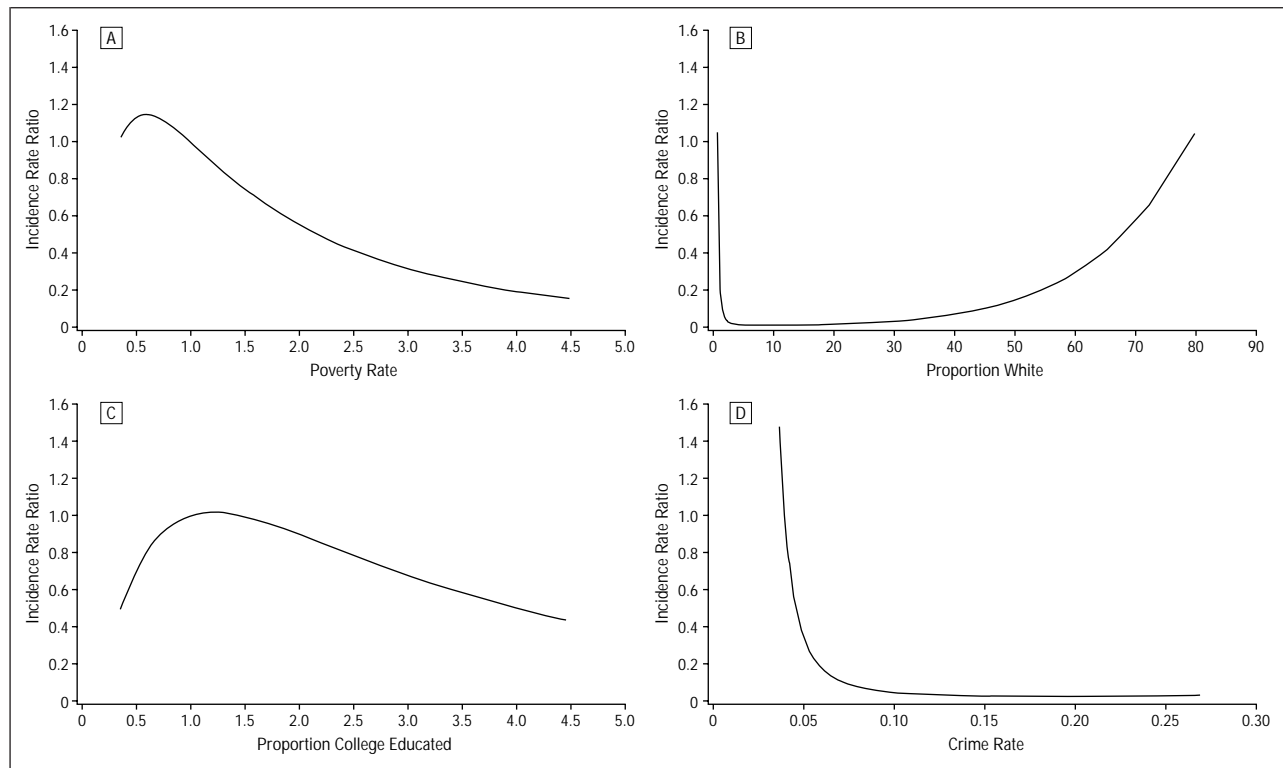 A
1.6
1.4
1.2
1.0
0.8
0.6
0.4
0.2
0
Incidence Rate Ratio
0 0.5 1.0 1.5 2.0 2.5 3.0 3.5 4.0 4.5 5.0
Poverty Rate
B
1.6
1.4
1.2
1.0
0.8
0.6
0.4
0.2
0
Incidence Rate Ratio
0 10 20 30 40 50 60 70 80 90
Proportion White
C
1.6
1.4
1.2
1.0
0.8
0.6
0.4
0.2
0
Incidence Rate Ratio
0 0.5 1.0 1.5 2.0 2.5 3.0 3.5 4.0 4.5 5.0
Proportion College Educated
D
1.6
1.4
1.2
1.0
0.8
0.6
0.4
0.2
0
Incidence Rate Ratio
0 0.05 0.10 0.15 0.20 0.25 0.30
Crime Rate